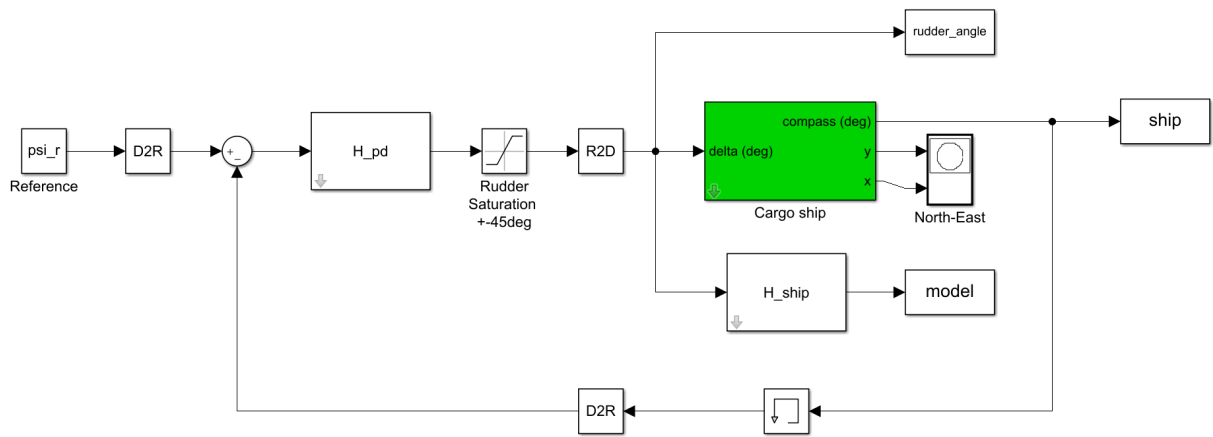 rudder_angle
compass (deg)
ship
psi_r
D2R
+
_
H_pd
R2D
delta (deg)
y
x
Reference
Rudder
Saturation
+-45deg
Cargo ship
North-East
H_ship
model
D2R